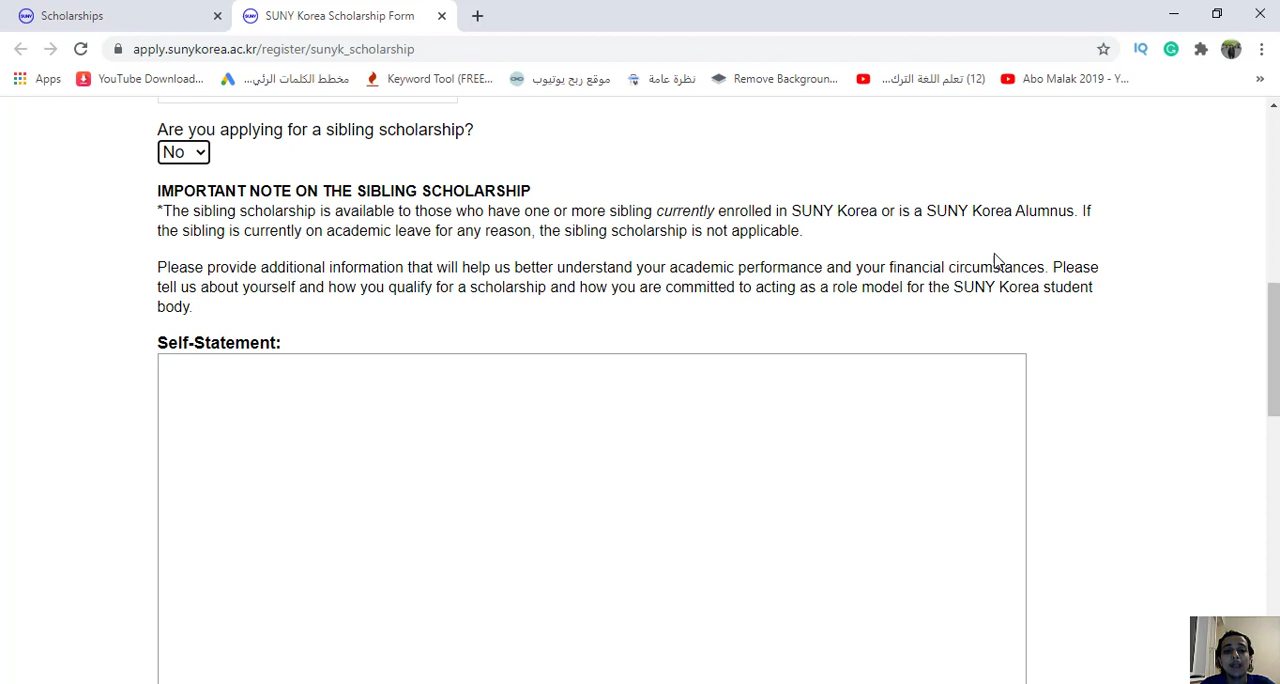 Scholarships
SUNY Korea Scholarship Form
apply.sunykorea.ac.kr/register/sunyk_scholarship
IQ
Apps
YouTube Download...
مخطط الكلمات الرئي...
Keyword Tool (FREE...
موقع ربح يوتيوب
نظرة عامة
Remove Backgroun...
(12) تعلم اللغة الترك...
Abo Malak 2019 - Y...
Are you applying for a sibling scholarship?
No
IMPORTANT NOTE ON THE SIBLING SCHOLARSHIP
*The sibling scholarship is available to those who have one or more sibling currently enrolled in SUNY Korea or is a SUNY Korea Alumnus. If
the sibling is currently on academic leave for any reason, the sibling scholarship is not applicable.
Please provide additional information that will help us better understand your academic performance and your financial circumstances. Please
tell us about yourself and how you qualify for a scholarship and how you are committed to acting as a role model for the SUNY Korea student
body.
Self-Statement: